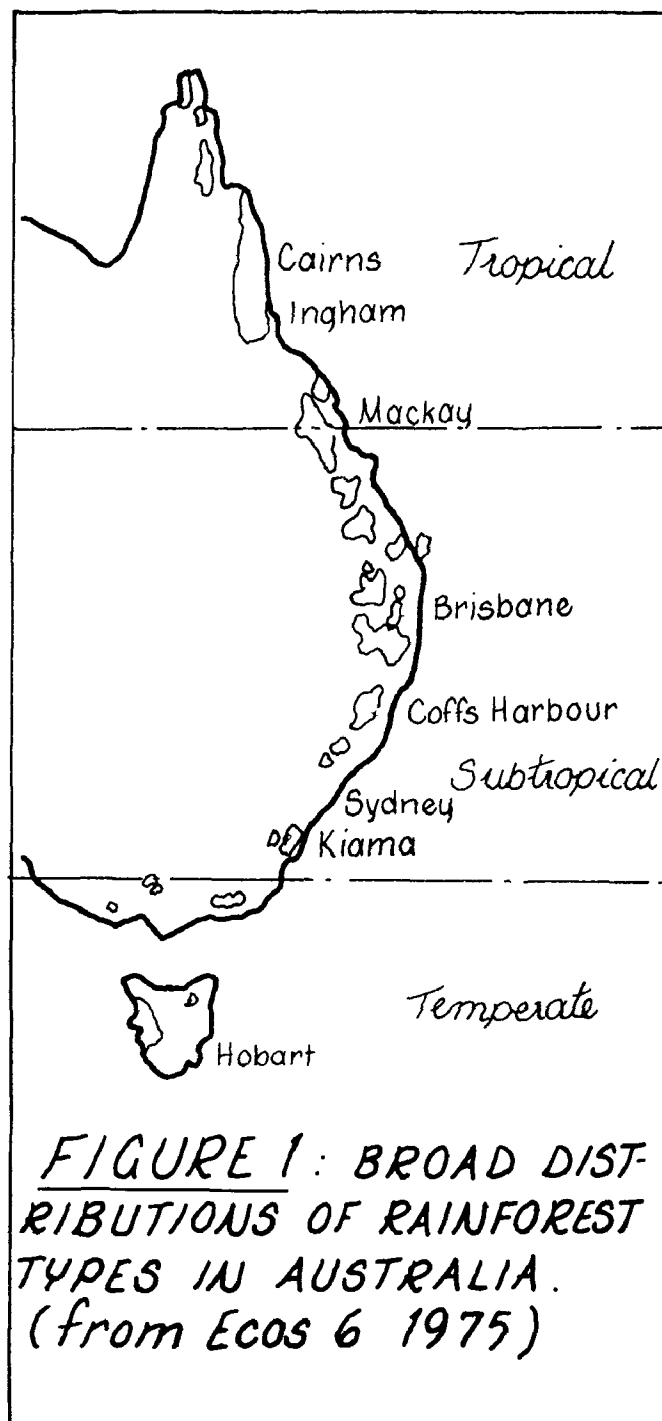 Cairns
Tropical
Ingham
Mackay
Brisbane
Coffs Harbour
Subtropical
Sydney
Kiama
Temperate
Hobart
FIGURE 1: BROAD DIST-
RIBUTIONS OF RAINFOREST
TYPES IN AUSTRALIA.
(from Ecos 6 1975)